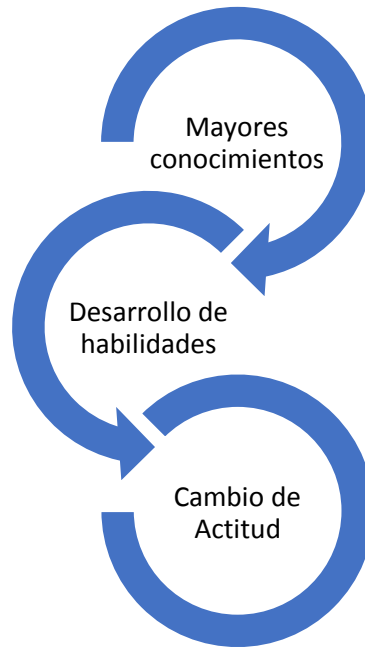 Mayores
conocimientos
Desarrollo de
habilidades
Cambio de
Actitud